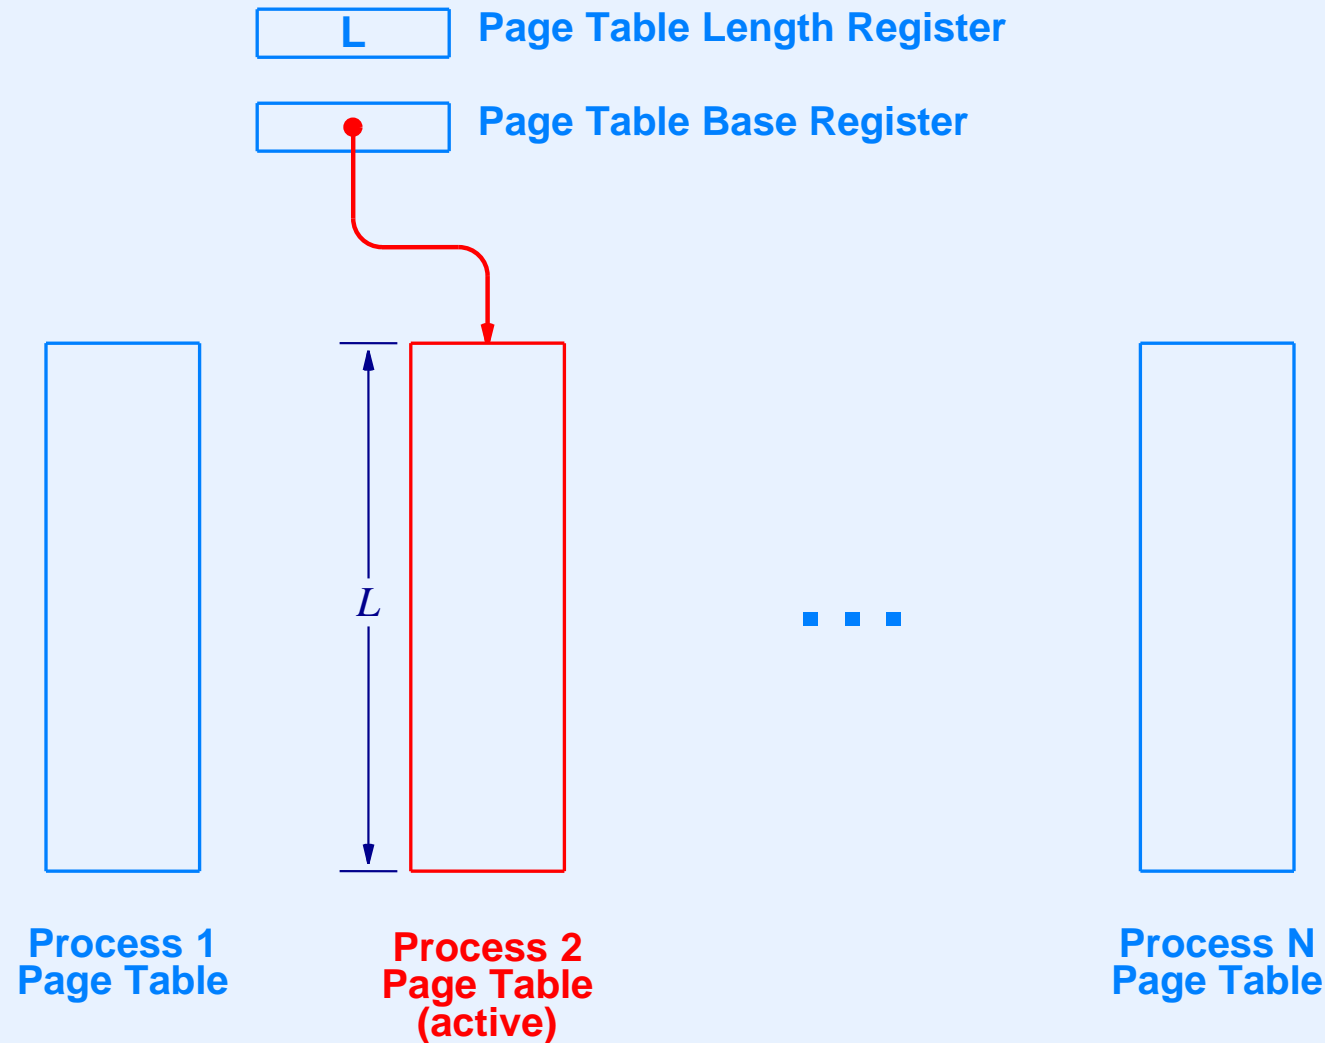 L
Page Table Length Register
Page Table Base Register
L
Process 1
Page Table
Process 2
Page Table
(active)
Process N
Page Table